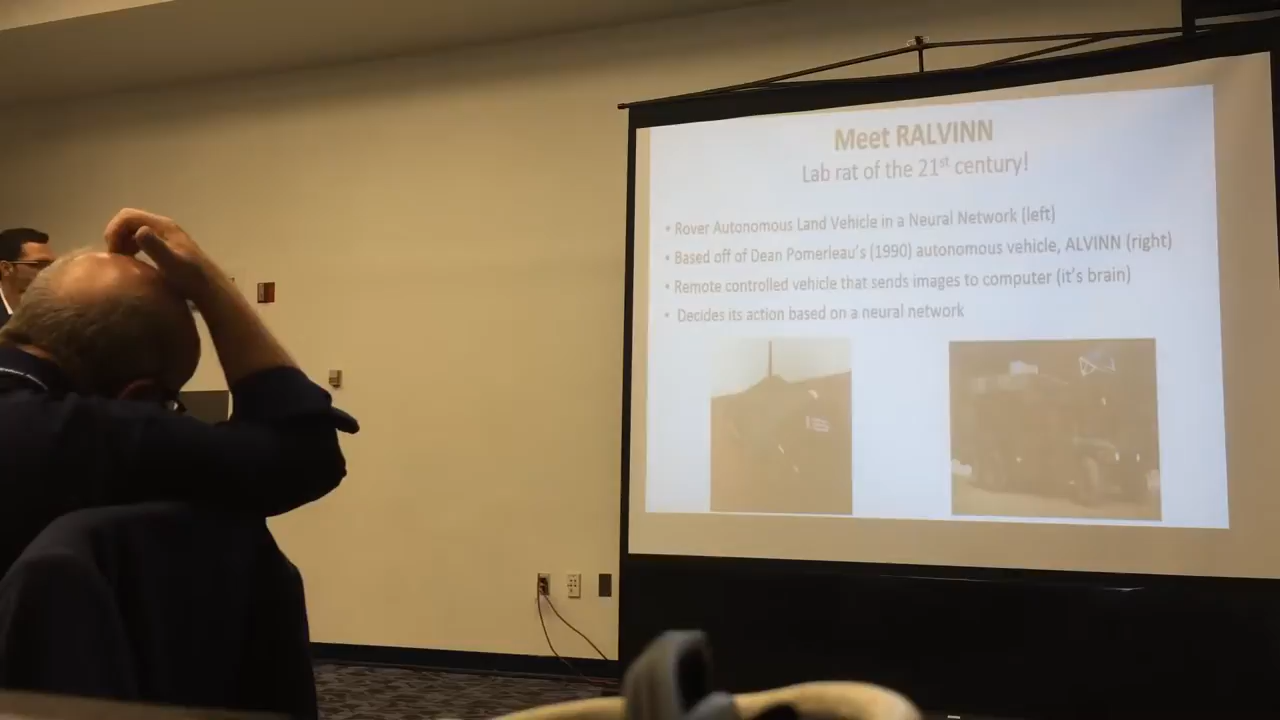 Meet RALVINN
Lab rat of the 21st century!
• Rover Autonomous Land Vehicle in a Neural Network (left)
• Based off of Dean Pomerleau's (1990) autonomous vehicle, ALVINN (right)
• Remote controlled vehicle that sends images to computer (it's brain)
• Decides its action based on a neural network